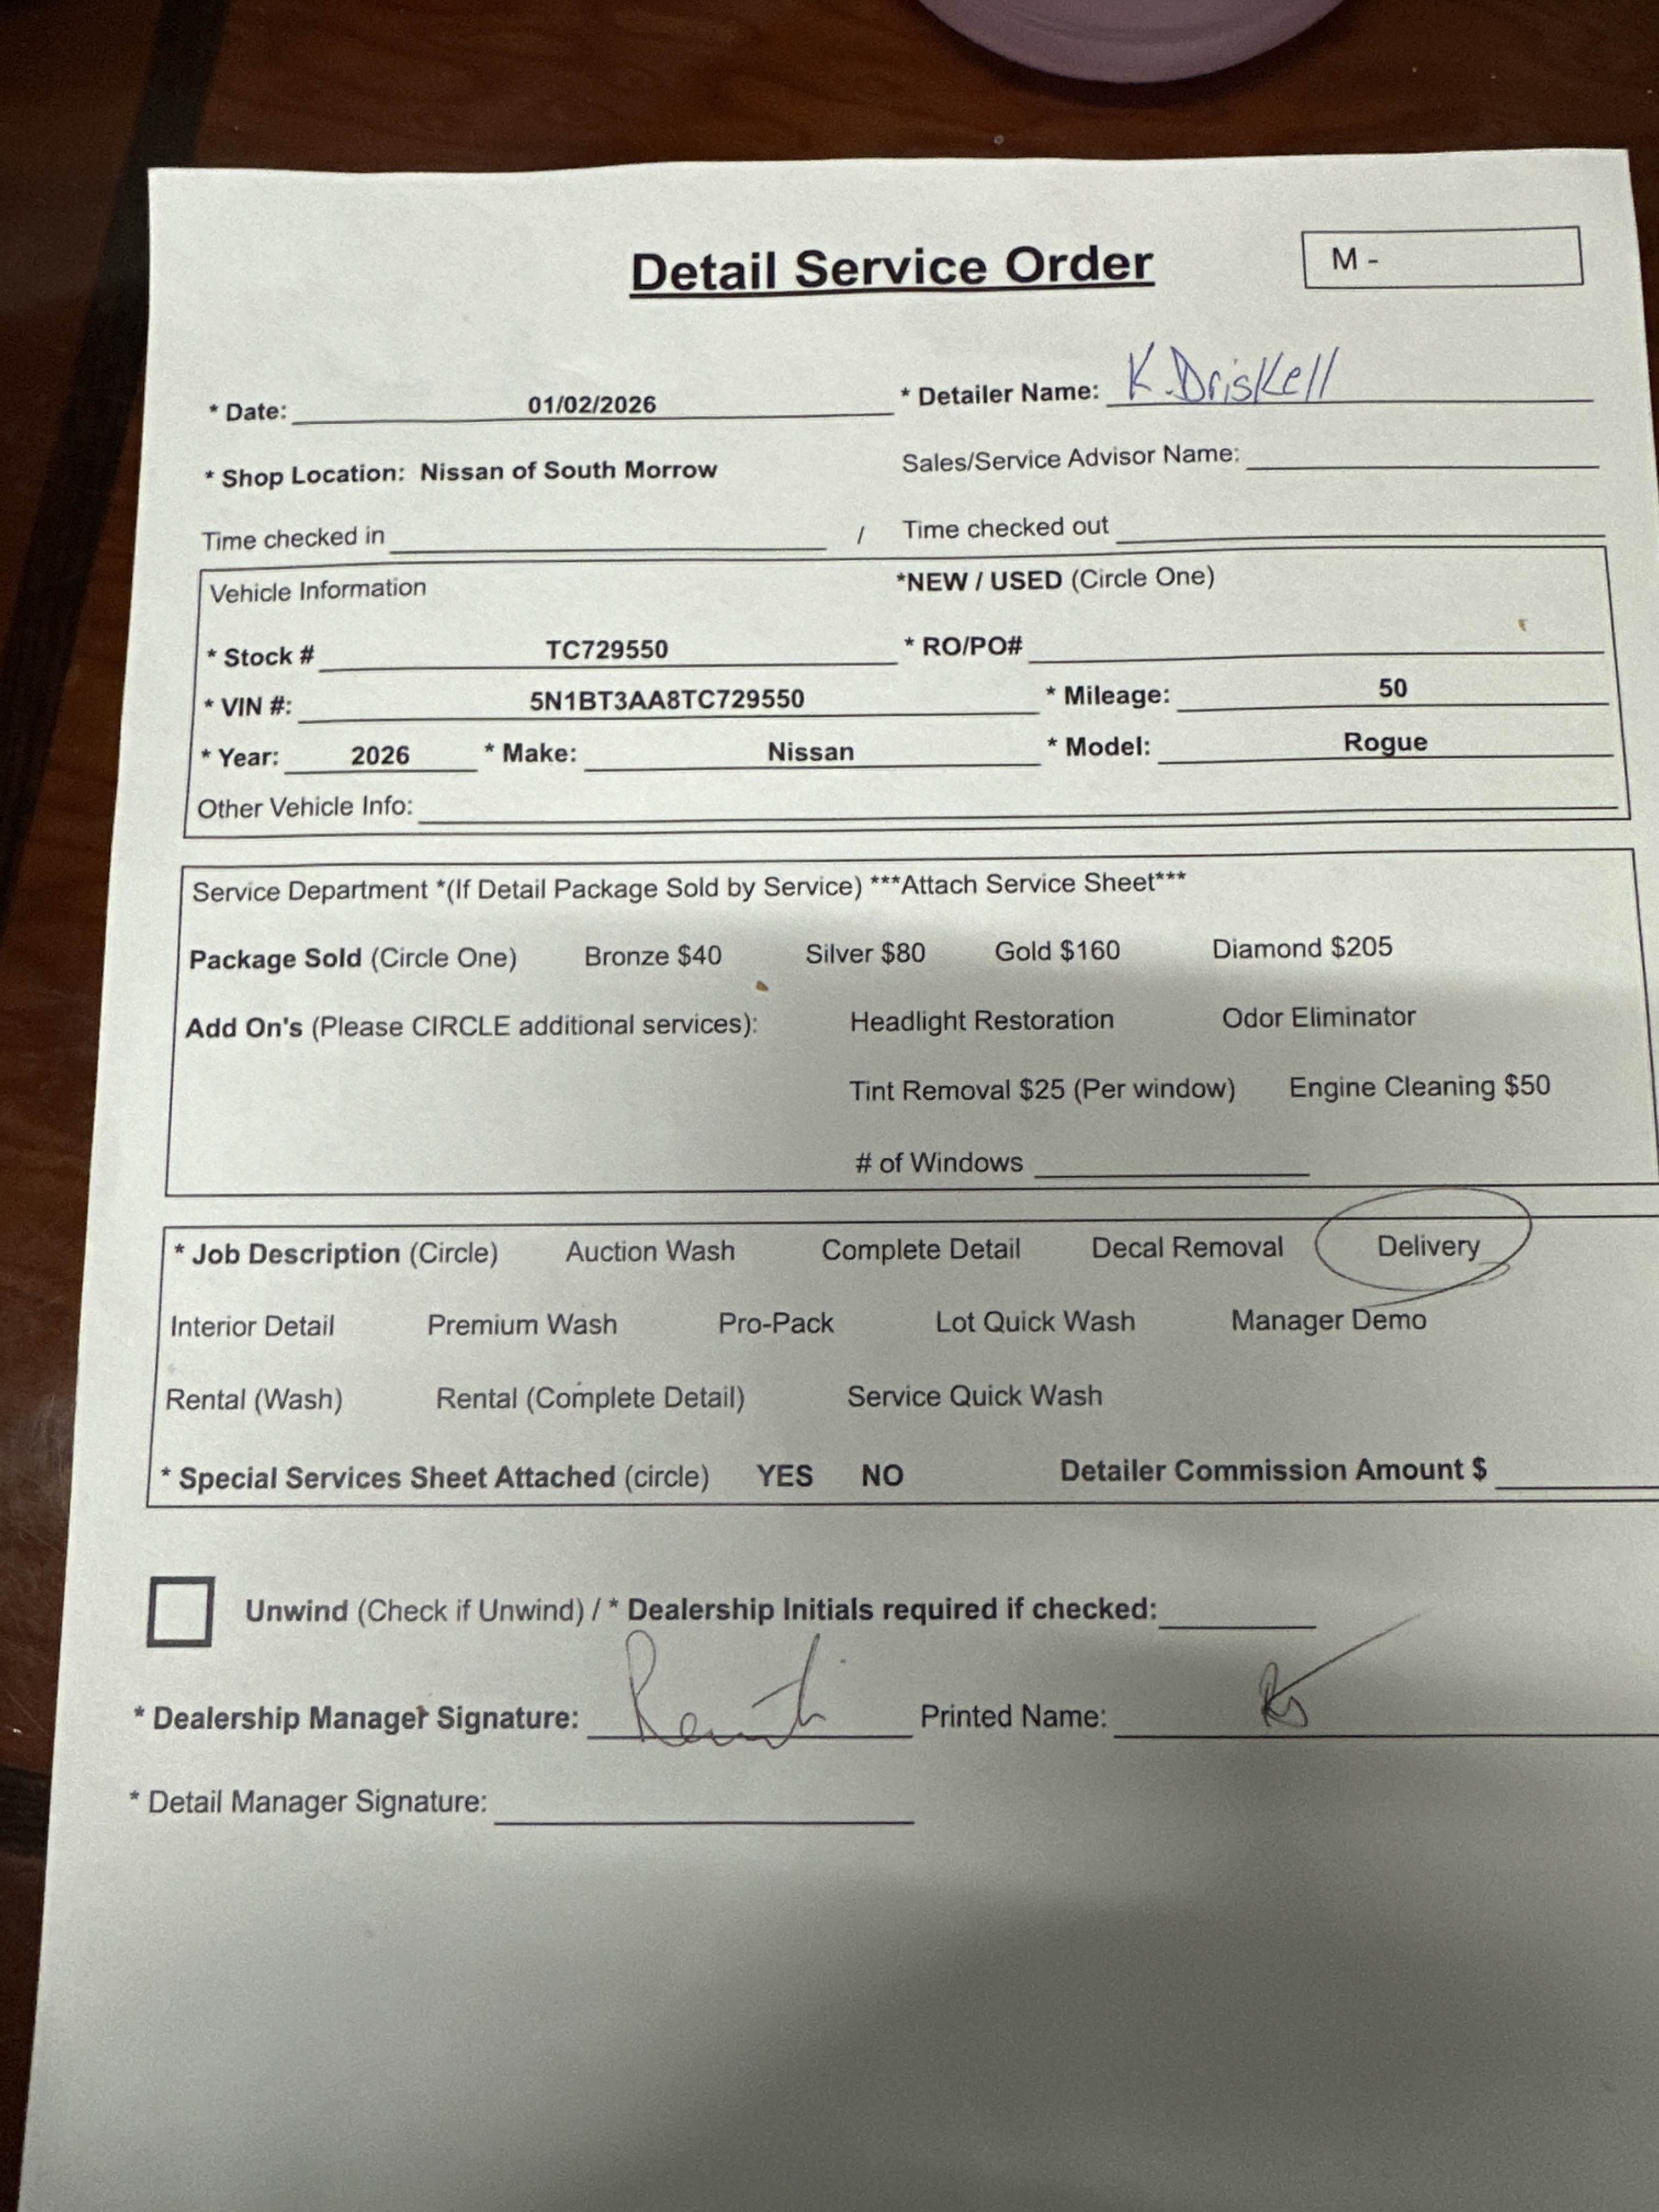 Detail Service Order
M -
* Date: 01/02/2026 * Detailer Name: K. Driskell
* Shop Location: Nissan of South Morrow Sales/Service Advisor Name:
Time checked in / Time checked out
Vehicle Information *NEW / USED (Circle One)
* Stock # TC729550 * RO/PO#
* VIN #: 5N1BT3AA8TC729550 * Mileage: 50
* Year: 2026 * Make: Nissan * Model: Rogue
Other Vehicle Info:
Service Department *(If Detail Package Sold by Service) ***Attach Service Sheet***
Package Sold (Circle One) Bronze $40 Silver $80 Gold $160 Diamond $205
Add On's (Please CIRCLE additional services): Headlight Restoration Odor Eliminator
Tint Removal $25 (Per window) Engine Cleaning $50
# of Windows
* Job Description (Circle) Auction Wash Complete Detail Decal Removal Delivery
Interior Detail Premium Wash Pro-Pack Lot Quick Wash Manager Demo
Rental (Wash) Rental (Complete Detail) Service Quick Wash
* Special Services Sheet Attached (circle) YES NO Detailer Commission Amount $
Unwind (Check if Unwind) / * Dealership Initials required if checked:
* Dealership Manager Signature: Printed Name:
* Detail Manager Signature: